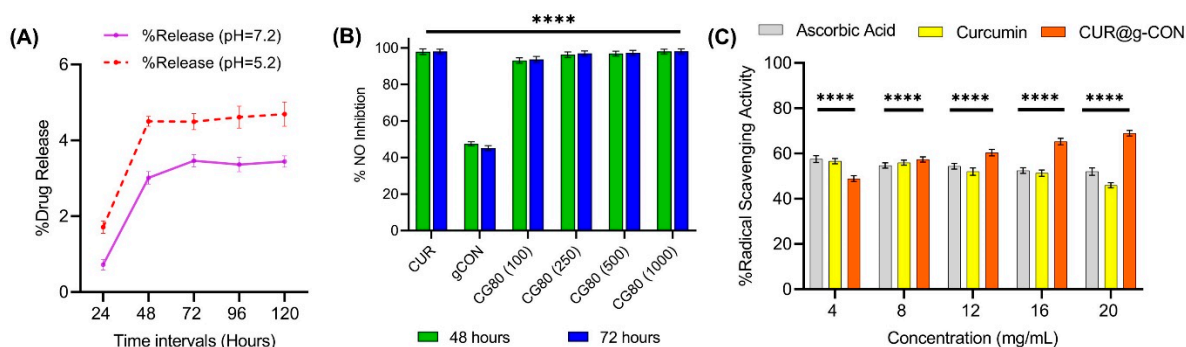 (A)
%Release (pH=7.2)
%Release (pH=5.2)
%Drug Release
6
4
2
0
24 48 72 96 120
Time intervals (Hours)
(B)
****
% NO Inhibtion
100
80
60
40
20
0
CUR gCON CG80 (100) CG80 (250) CG80 (500) CG80 (1000)
48 hours 72 hours
(C)
Ascorbic Acid Curcumin CUR@g-CON
%Radical Scavenging Activity
100
80
60
40
20
0
**** **** **** **** ****
4 8 12 16 20
Concentration (mg/mL)